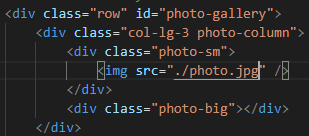 <div class="row" id="photo-gallery">
<div class="col-lg-3 photo-column">
<div class="photo-sm">
<img src="./photo.jpg" />
</div>
<div class="photo-big"></div>
</div>